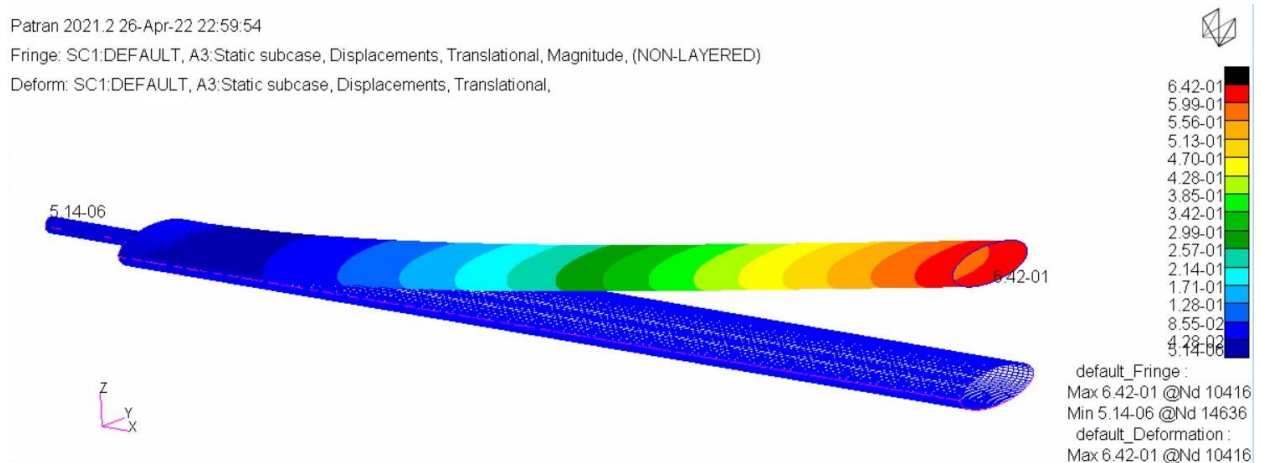 Patran 2021.2 26-Apr-22 22:59:54
Fringe: SC1:DEFAULT, A3:Static subcase, Displacements, Translational, Magnitude, (NON-LAYERED)
Deform: SC1:DEFAULT, A3:Static subcase, Displacements, Translational,
6.42-01
5.99-01
5.56-01
5.13-01
4.70-01
4.28-01
3.85-01
3.42-01
2.99-01
2.57-01
2.14-01
1.71-01
1.28-01
8.55-02
4.28-02
5.14-06
5.14-06
6.42-01
Z
Y
X
default_Fringe :
Max 6.42-01 @Nd 10416
Min 5.14-06 @Nd 14636
default_Deformation :
Max 6.42-01 @Nd 10416